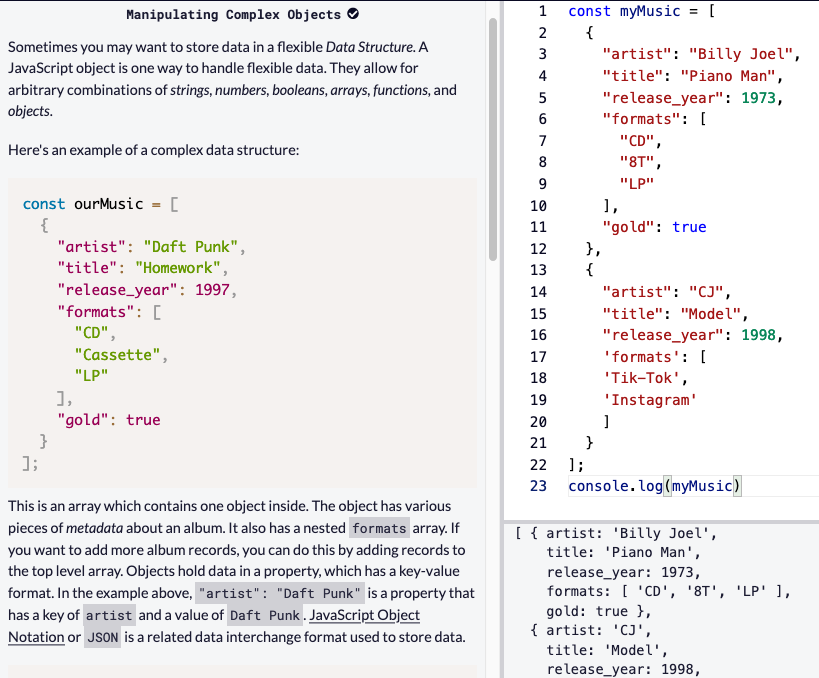 Manipulating Complex Objects
Sometimes you may want to store data in a flexible Data Structure. A
JavaScript object is one way to handle flexible data. They allow for
arbitrary combinations of strings, numbers, booleans, arrays, functions, and
objects.
Here's an example of a complex data structure:
const ourMusic = [
  {
    "artist": "Daft Punk",
    "title": "Homework",
    "release_year": 1997,
    "formats": [
      "CD",
      "Cassette",
      "LP"
    ],
    "gold": true
  }
];
This is an array which contains one object inside. The object has various
pieces of metadata about an album. It also has a nested formats array. If
you want to add more album records, you can do this by adding records to
the top level array. Objects hold data in a property, which has a key-value
format. In the example above, "artist": "Daft Punk" is a property that
has a key of artist and a value of Daft Punk. JavaScript Object
Notation or JSON is a related data interchange format used to store data.
1 const myMusic = [
2   {
3     "artist": "Billy Joel",
4     "title": "Piano Man",
5     "release_year": 1973,
6     "formats": [
7       "CD",
8       "8T",
9       "LP"
10     ],
11     "gold": true
12   },
13   {
14     "artist": "CJ",
15     "title": "Model",
16     "release_year": 1998,
17     'formats': [
18     'Tik-Tok',
19     'Instagram'
20     ]
21   }
22 ];
23 console.log(myMusic)
[ { artist: 'Billy Joel',
    title: 'Piano Man',
    release_year: 1973,
    formats: [ 'CD', '8T', 'LP' ],
    gold: true },
  { artist: 'CJ',
    title: 'Model',
    release_year: 1998,